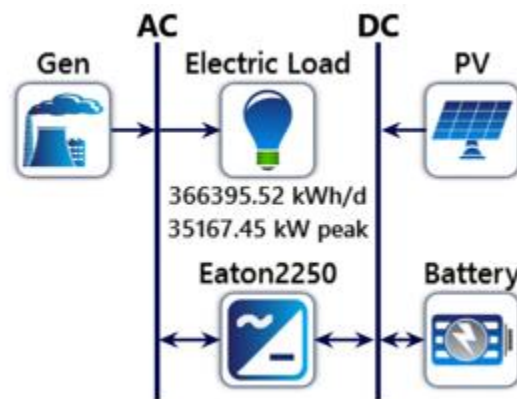 AC
DC
Gen
Electric Load
PV
366395.52 kWh/d
35167.45 kW peak
Eaton2250
Battery